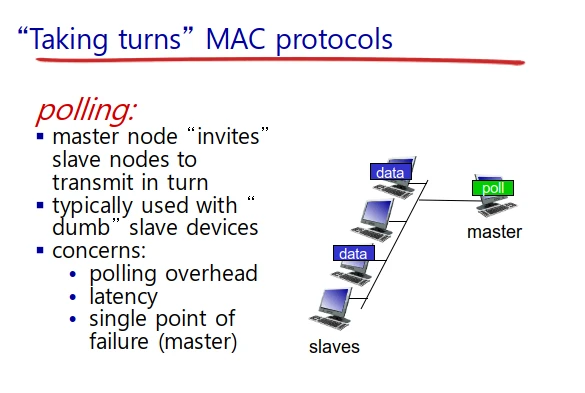 “Taking turns” MAC protocols
polling:
▪ master node “invites”
slave nodes to
transmit in turn
▪ typically used with “
dumb” slave devices
▪ concerns:
• polling overhead
• latency
• single point of
failure (master)
data
poll
master
data
slaves